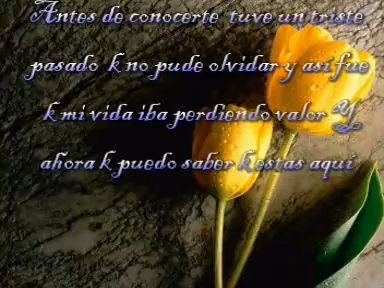 Antes de conocerte tuve un triste
pasado k no pude olvidar y así fue
k mi vida iba perdiendo valor Y
ahora k puedo saber k estás aquí